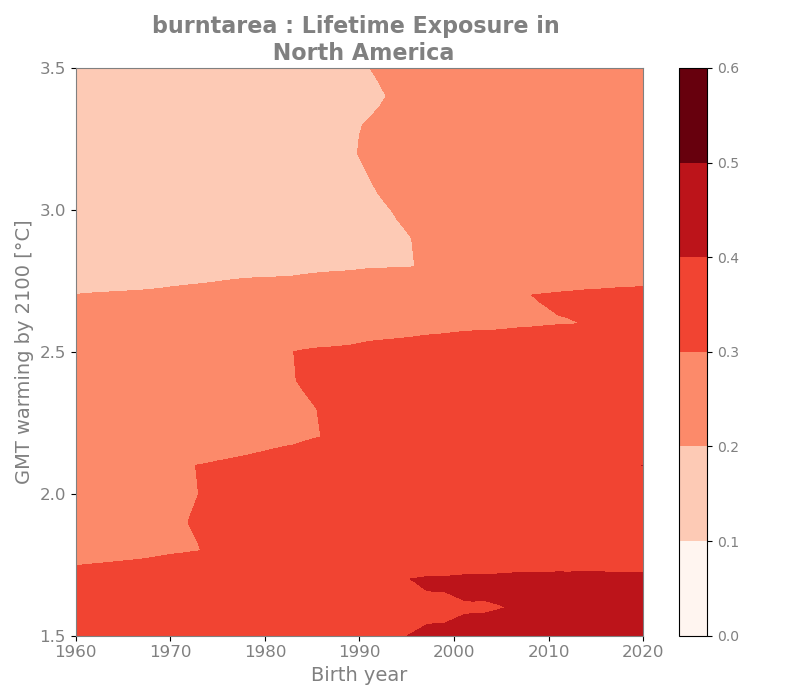 burntarea : Lifetime Exposure in
North America
3.5
3.0
2.5
2.0
1.5
GMT warming by 2100 [°C]
1960 1970 1980 1990 2000 2010 2020
Birth year
0.6
0.5
0.4
0.3
0.2
0.1
0.0